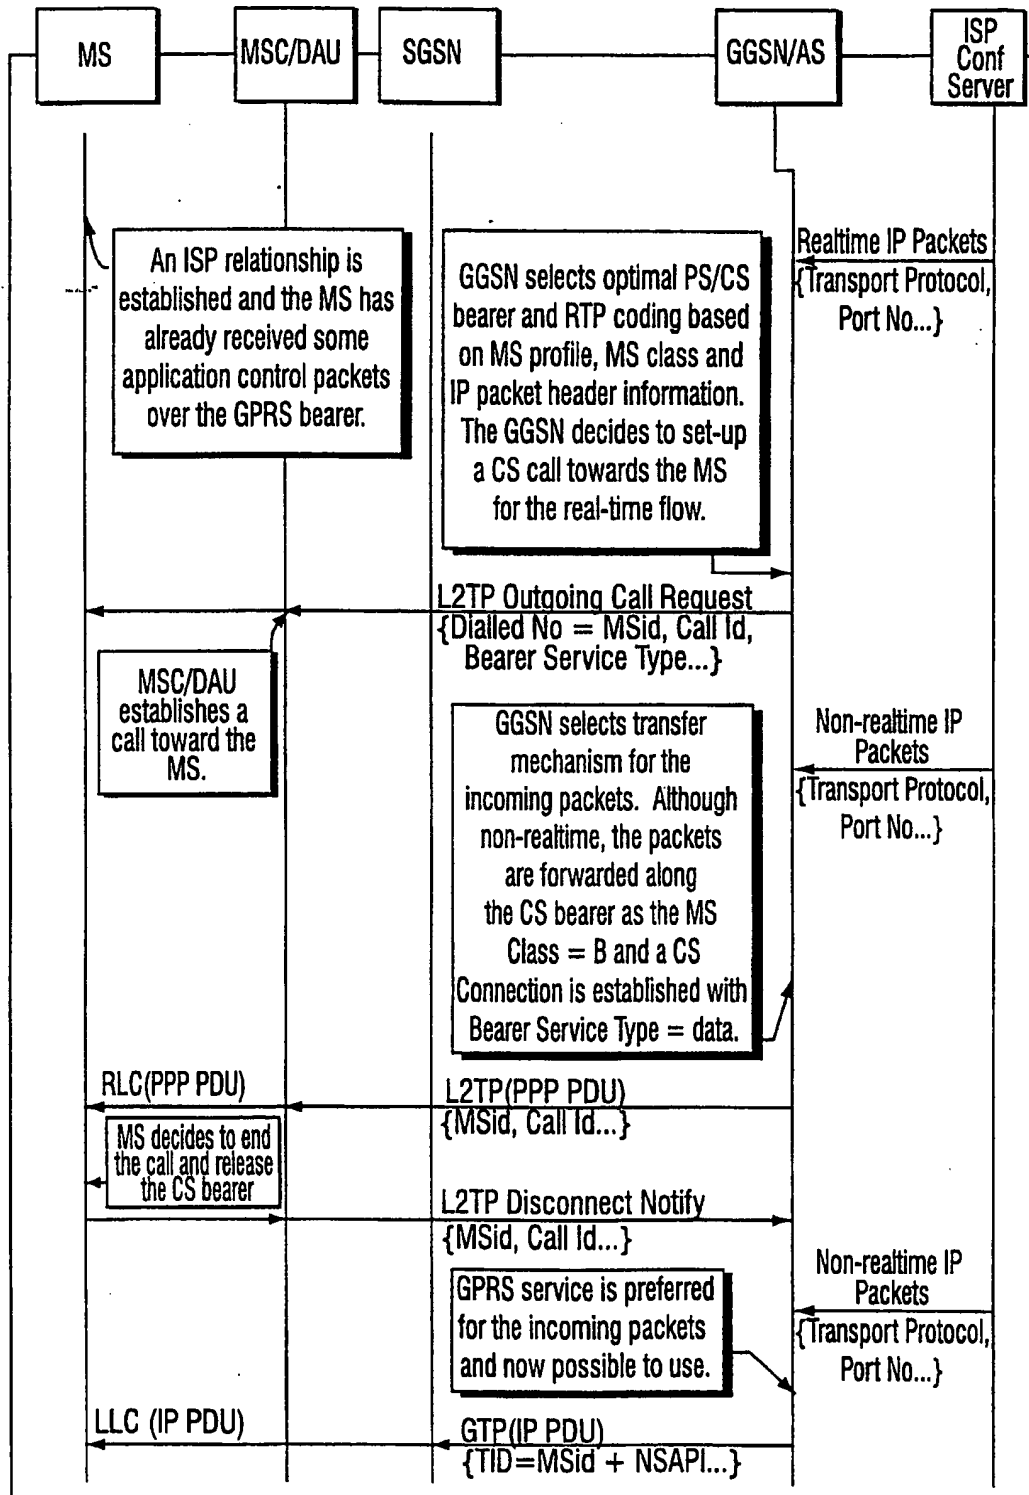 MS
MSC/DAU
SGSN
GGSN/AS
ISP
Conf
Server
Realtime IP Packets
{Transport Protocol,
Port No...}
An ISP relationship is
established and the MS has
already received some
application control packets
over the GPRS bearer.
GGSN selects optimal PS/CS
bearer and RTP coding based
on MS profile, MS class and
IP packet header information.
The GGSN decides to set-up
a CS call towards the MS
for the real-time flow.
L2TP Outgoing Call Request
{Dialled No = MSid, Call Id,
Bearer Service Type...}
MSC/DAU
establishes a
call toward the
MS.
GGSN selects transfer
mechanism for the
incoming packets. Although
non-realtime, the packets
are forwarded along
the CS bearer as the MS
Class = B and a CS
Connection is established with
Bearer Service Type = data.
Non-realtime IP
Packets
{Transport Protocol,
Port No...}
RLC(PPP PDU)
L2TP(PPP PDU)
{MSid, Call Id...}
MS decides to end
the call and release
the CS bearer
L2TP Disconnect Notify
{MSid, Call Id...}
GPRS service is preferred
for the incoming packets
and now possible to use.
Non-realtime IP
Packets
{Transport Protocol,
Port No...}
LLC (IP PDU)
GTP(IP PDU)
{TID=MSid + NSAPI...}